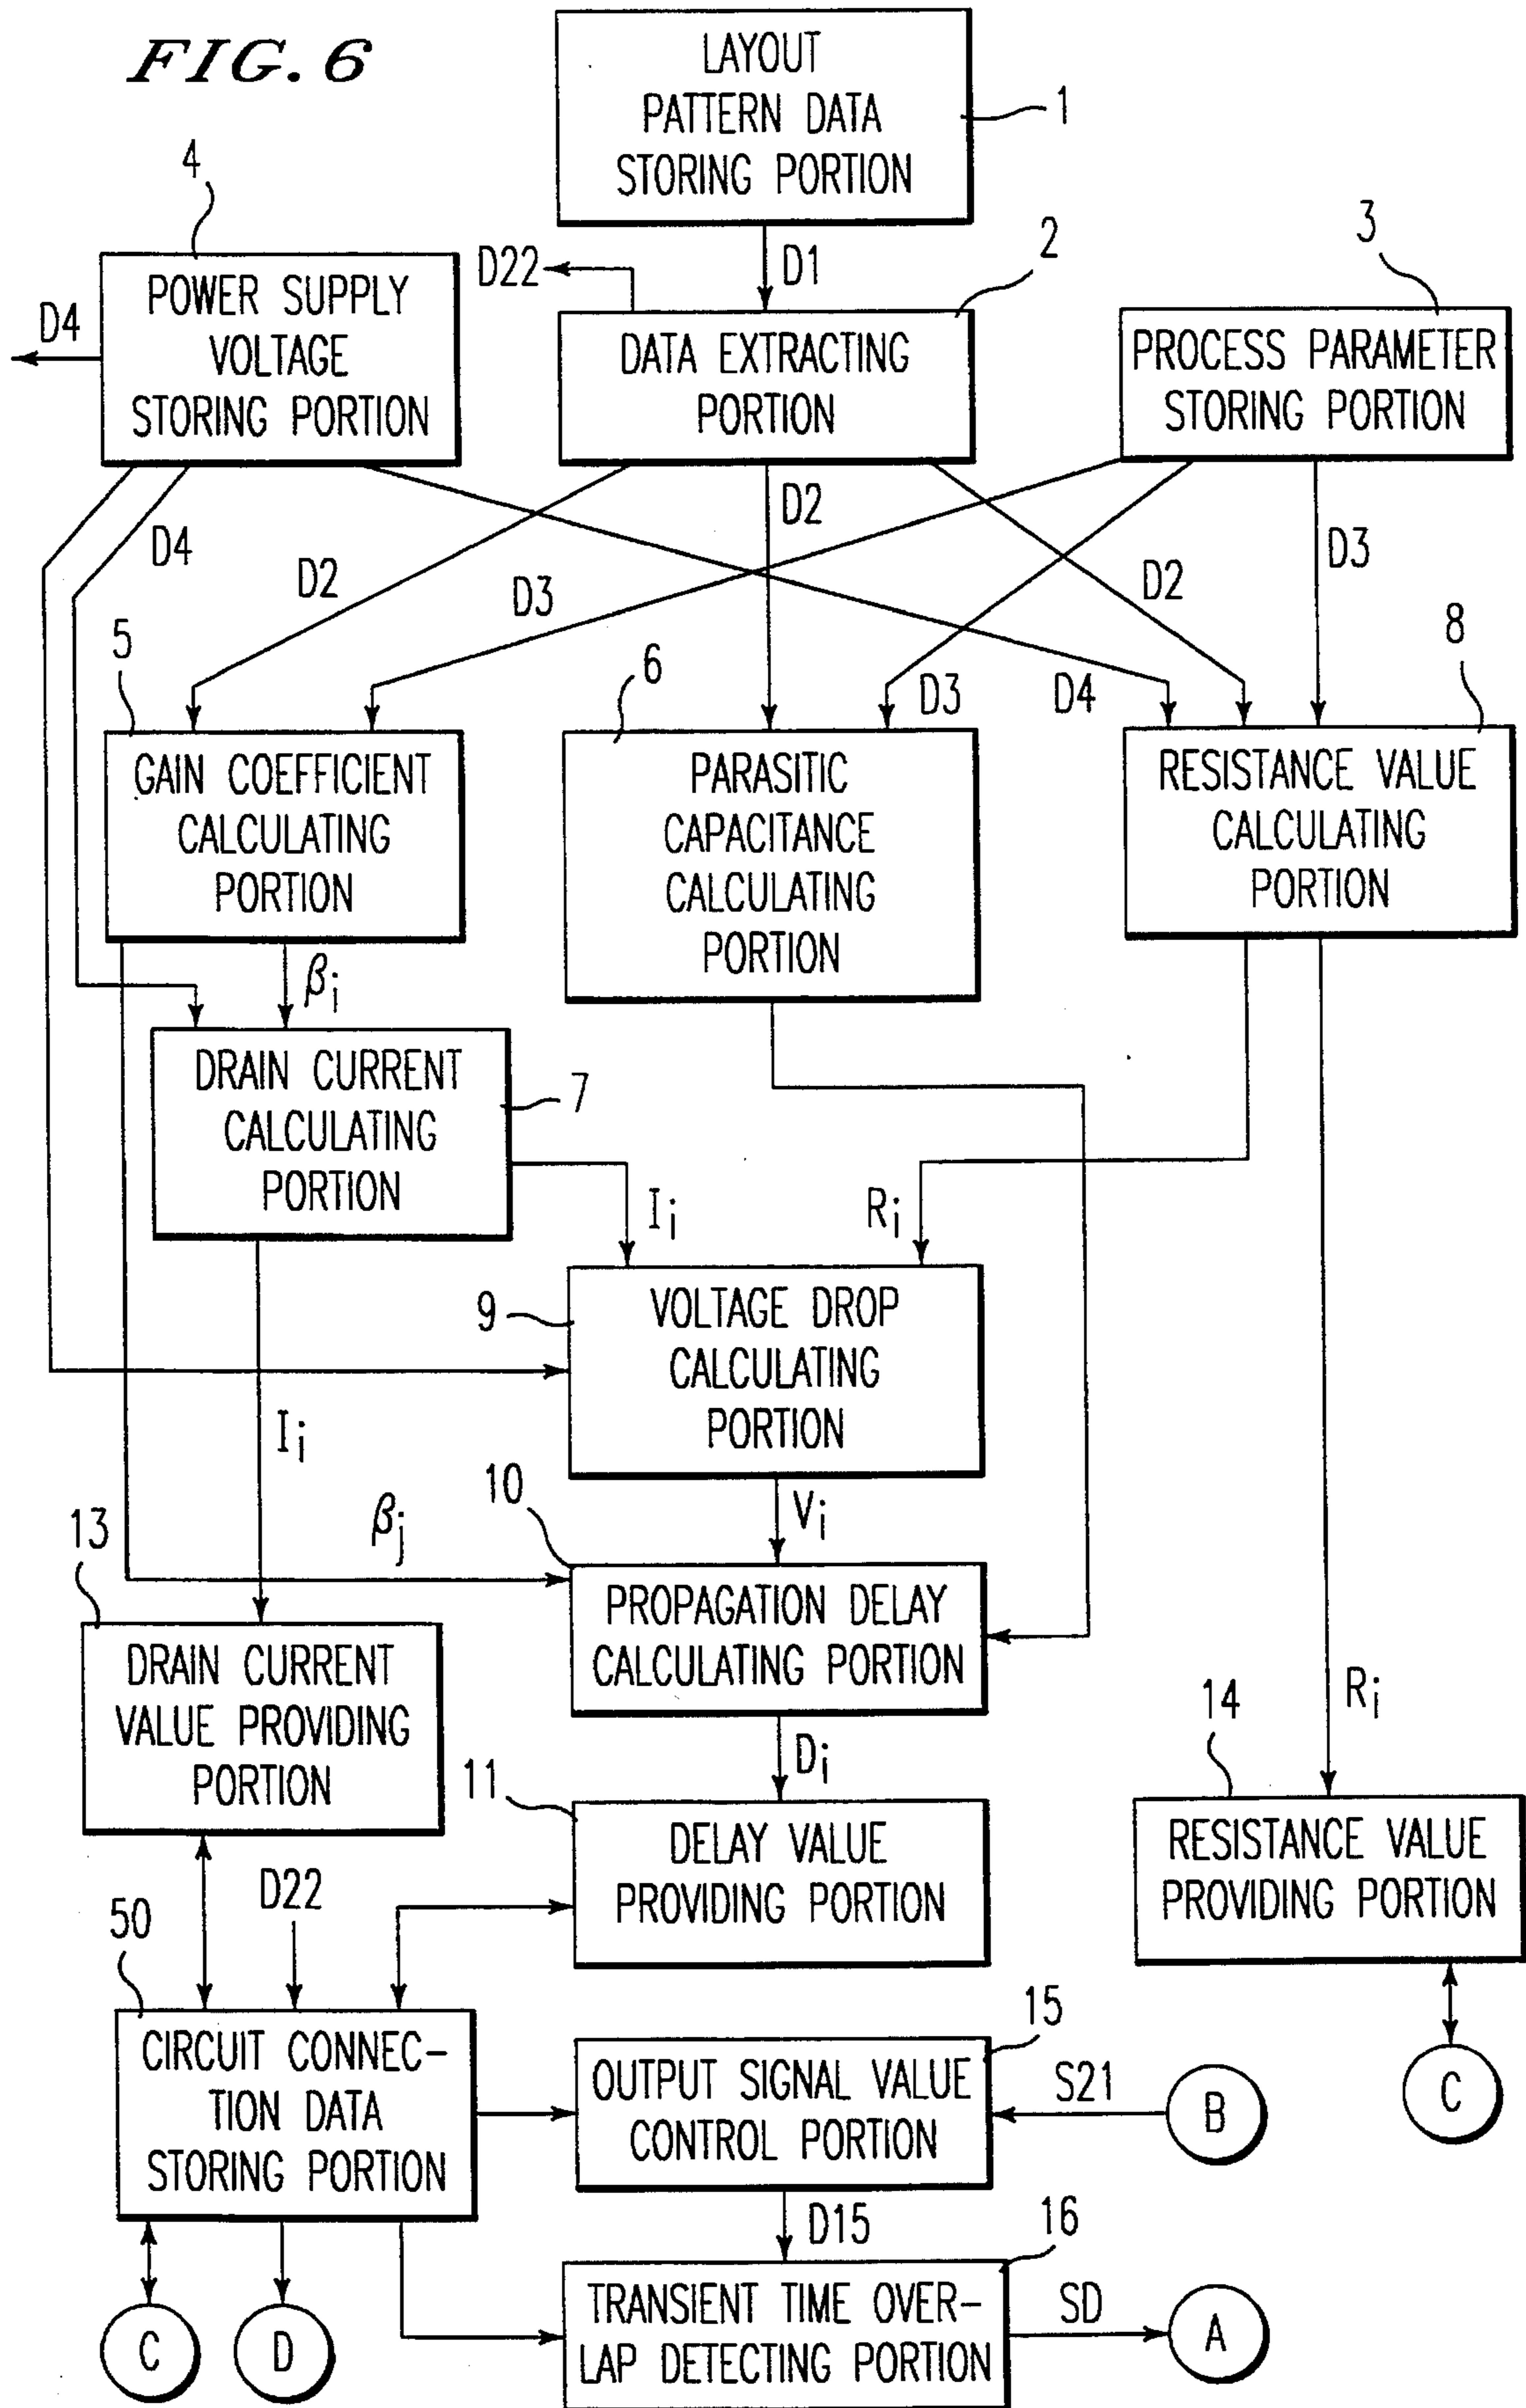 FIG. 6
LAYOUT
PATTERN DATA
STORING PORTION
1
4
POWER SUPPLY
VOLTAGE
STORING PORTION
D4
D22
D1
2
DATA EXTRACTING
PORTION
3
PROCESS PARAMETER
STORING PORTION
D4
D2
D3
D2
D2
D3
D3
D4
5
GAIN COEFFICIENT
CALCULATING
PORTION
6
PARASITIC
CAPACITANCE
CALCULATING
PORTION
8
RESISTANCE VALUE
CALCULATING
PORTION
βi
DRAIN CURRENT
CALCULATING
PORTION
7
Ii
Ri
9
VOLTAGE DROP
CALCULATING
PORTION
Ii
βj
Vi
10
PROPAGATION DELAY
CALCULATING PORTION
13
DRAIN CURRENT
VALUE PROVIDING
PORTION
Di
Ri
11
DELAY VALUE
PROVIDING PORTION
14
RESISTANCE VALUE
PROVIDING PORTION
D22
50
CIRCUIT CONNEC-
TION DATA
STORING PORTION
15
OUTPUT SIGNAL VALUE
CONTROL PORTION
S21
B
C
D15
16
TRANSIENT TIME OVER-
LAP DETECTING PORTION
SD
A
C
D